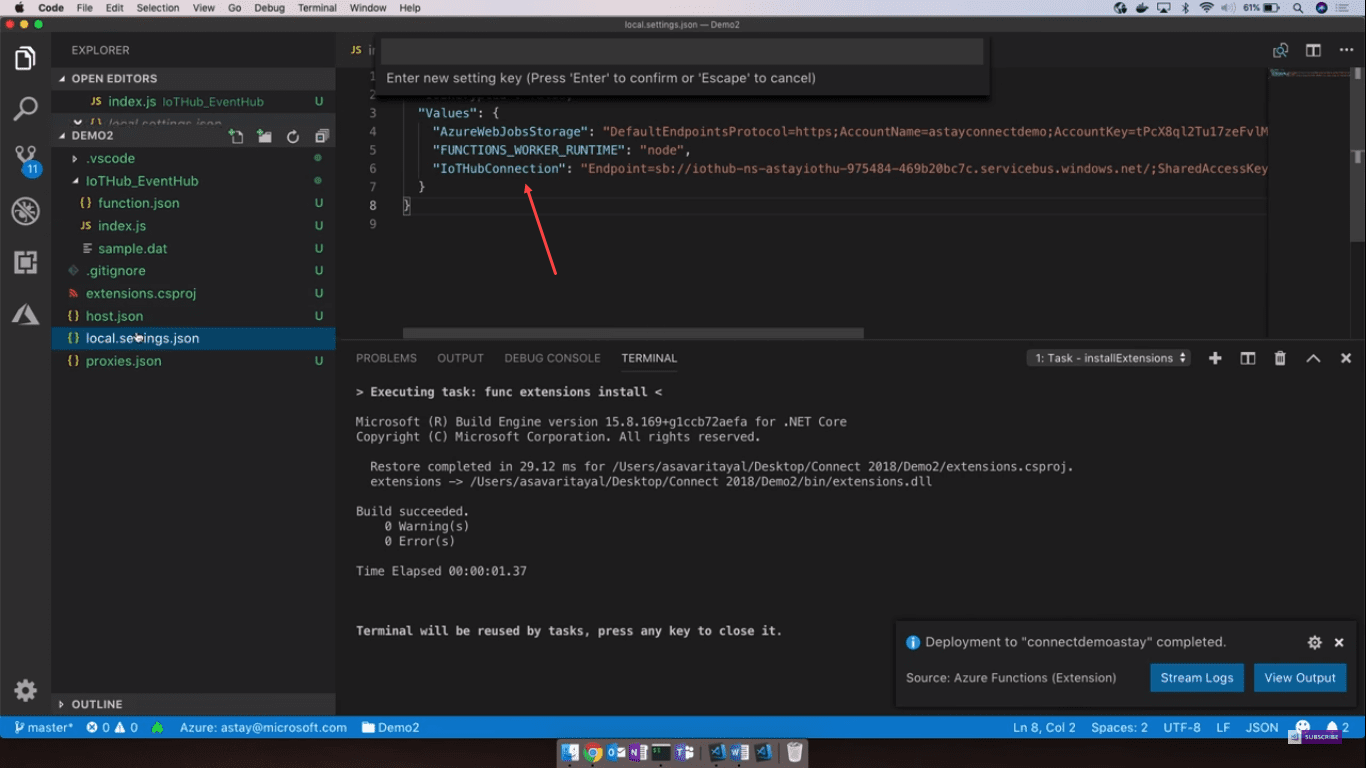 Code File Edit Selection View Go Debug Terminal Window Help 61%
local.settings.json — Demo2
EXPLORER
OPEN EDITORS
JS index.js IoTHub_EventHub U
{} local.settings.json
DEMO2
.vscode
IoTHub_EventHub
{} function.json U
JS index.js U
sample.dat U
.gitignore U
extensions.csproj U
{} host.json U
{} local.settings.json
{} proxies.json U
OUTLINE
11
JS
Enter new setting key (Press 'Enter' to confirm or 'Escape' to cancel)
1
2
3 "Values": {
4 "AzureWebJobsStorage": "DefaultEndpointsProtocol=https;AccountName=astayconnectdemo;AccountKey=tPcX8ql2Tu17zeFvlM
5 "FUNCTIONS_WORKER_RUNTIME": "node",
6 "IoTHubConnection": "Endpoint=sb://iothub-ns-astayiothu-975484-469b20bc7c.servicebus.windows.net/;SharedAccessKey
7 }
8 }
9
PROBLEMS OUTPUT DEBUG CONSOLE TERMINAL 1: Task - installExtensions
> Executing task: func extensions install <
Microsoft (R) Build Engine version 15.8.169+g1ccb72aefa for .NET Core
Copyright (C) Microsoft Corporation. All rights reserved.
Restore completed in 29.12 ms for /Users/asavaritayal/Desktop/Connect 2018/Demo2/extensions.csproj.
extensions -> /Users/asavaritayal/Desktop/Connect 2018/Demo2/bin/extensions.dll
Build succeeded.
0 Warning(s)
0 Error(s)
Time Elapsed 00:00:01.37
Terminal will be reused by tasks, press any key to close it.
Deployment to "connectdemoastay" completed.
Source: Azure Functions (Extension) Stream Logs View Output
master* 0 0 Azure: astay@microsoft.com Demo2 Ln 8, Col 2 Spaces: 2 UTF-8 LF JSON 2
SUBSCRIBE